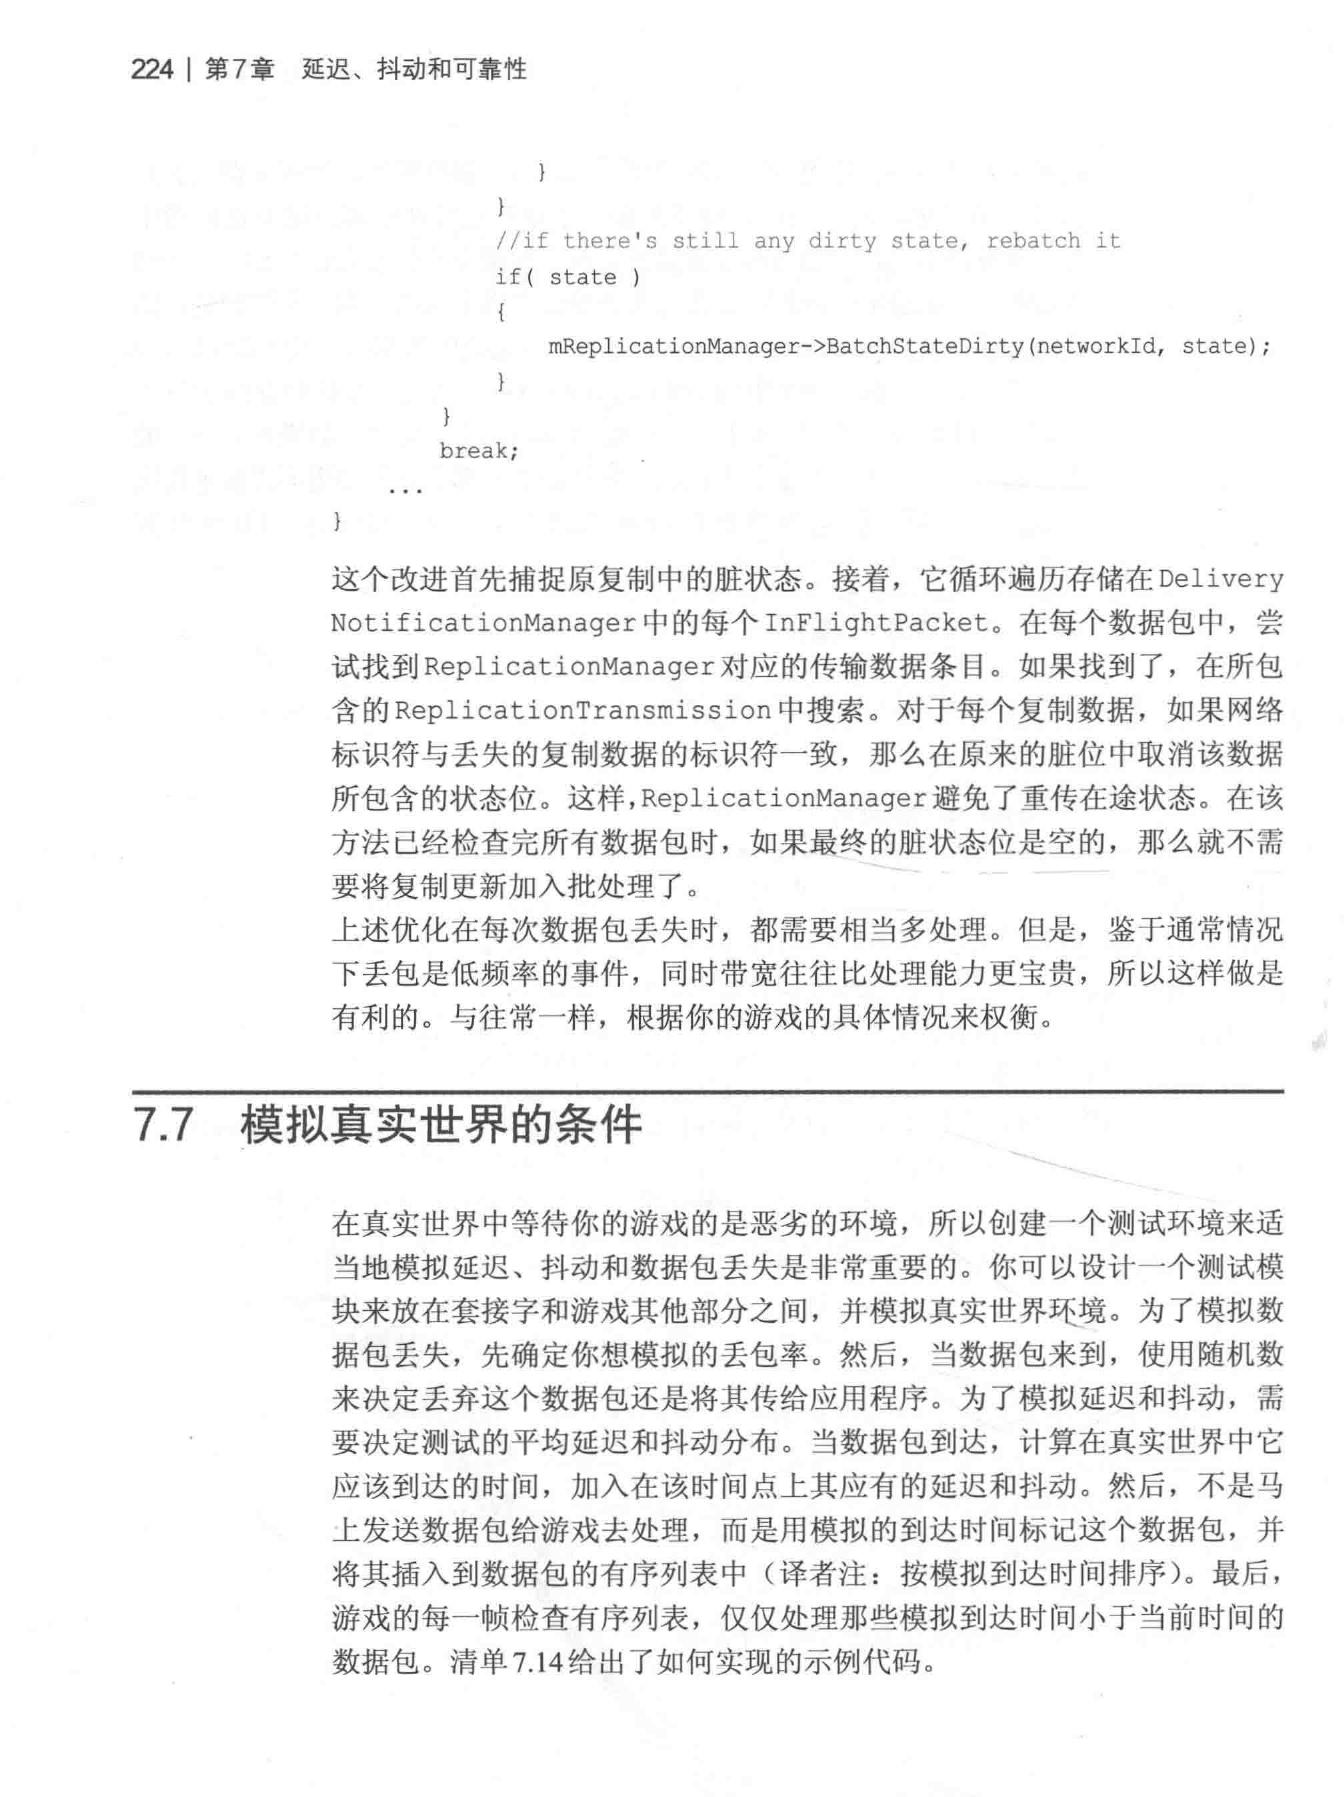 224 | 第7章　延迟、抖动和可靠性
}
}
//if there's still any dirty state, rebatch it
if( state )
{
mReplicationManager->BatchStateDirty(networkId, state);
}
}
break;
...
}
这个改进首先捕捉原复制中的脏状态。接着，它循环遍历存储在Delivery
NotificationManager中的每个InFlightPacket。在每个数据包中，尝
试找到ReplicationManager对应的传输数据条目。如果找到了，在所包
含的ReplicationTransmission中搜索。对于每个复制数据，如果网络
标识符与丢失的复制数据的标识符一致，那么在原来的脏位中取消该数据
所包含的状态位。这样，ReplicationManager避免了重传在途状态。在该
方法已经检查完所有数据包时，如果最终的脏状态位是空的，那么就不需
要将复制更新加入批处理了。
上述优化在每次数据包丢失时，都需要相当多处理。但是，鉴于通常情况
下丢包是低频率的事件，同时带宽往往比处理能力更宝贵，所以这样做是
有利的。与往常一样，根据你的游戏的具体情况来权衡。
7.7　模拟真实世界的条件
在真实世界中等待你的游戏的是恶劣的环境，所以创建一个测试环境来适
当地模拟延迟、抖动和数据包丢失是非常重要的。你可以设计一个测试模
块来放在套接字和游戏其他部分之间，并模拟真实世界环境。为了模拟数
据包丢失，先确定你想模拟的丢包率。然后，当数据包来到，使用随机数
来决定丢弃这个数据包还是将其传给应用程序。为了模拟延迟和抖动，需
要决定测试的平均延迟和抖动分布。当数据包到达，计算在真实世界中它
应该到达的时间，加入在该时间点上其应有的延迟和抖动。然后，不是马
上发送数据包给游戏去处理，而是用模拟的到达时间标记这个数据包，并
将其插入到数据包的有序列表中（译者注：按模拟到达时间排序）。最后，
游戏的每一帧检查有序列表，仅仅处理那些模拟到达时间小于当前时间的
数据包。清单7.14给出了如何实现的示例代码。